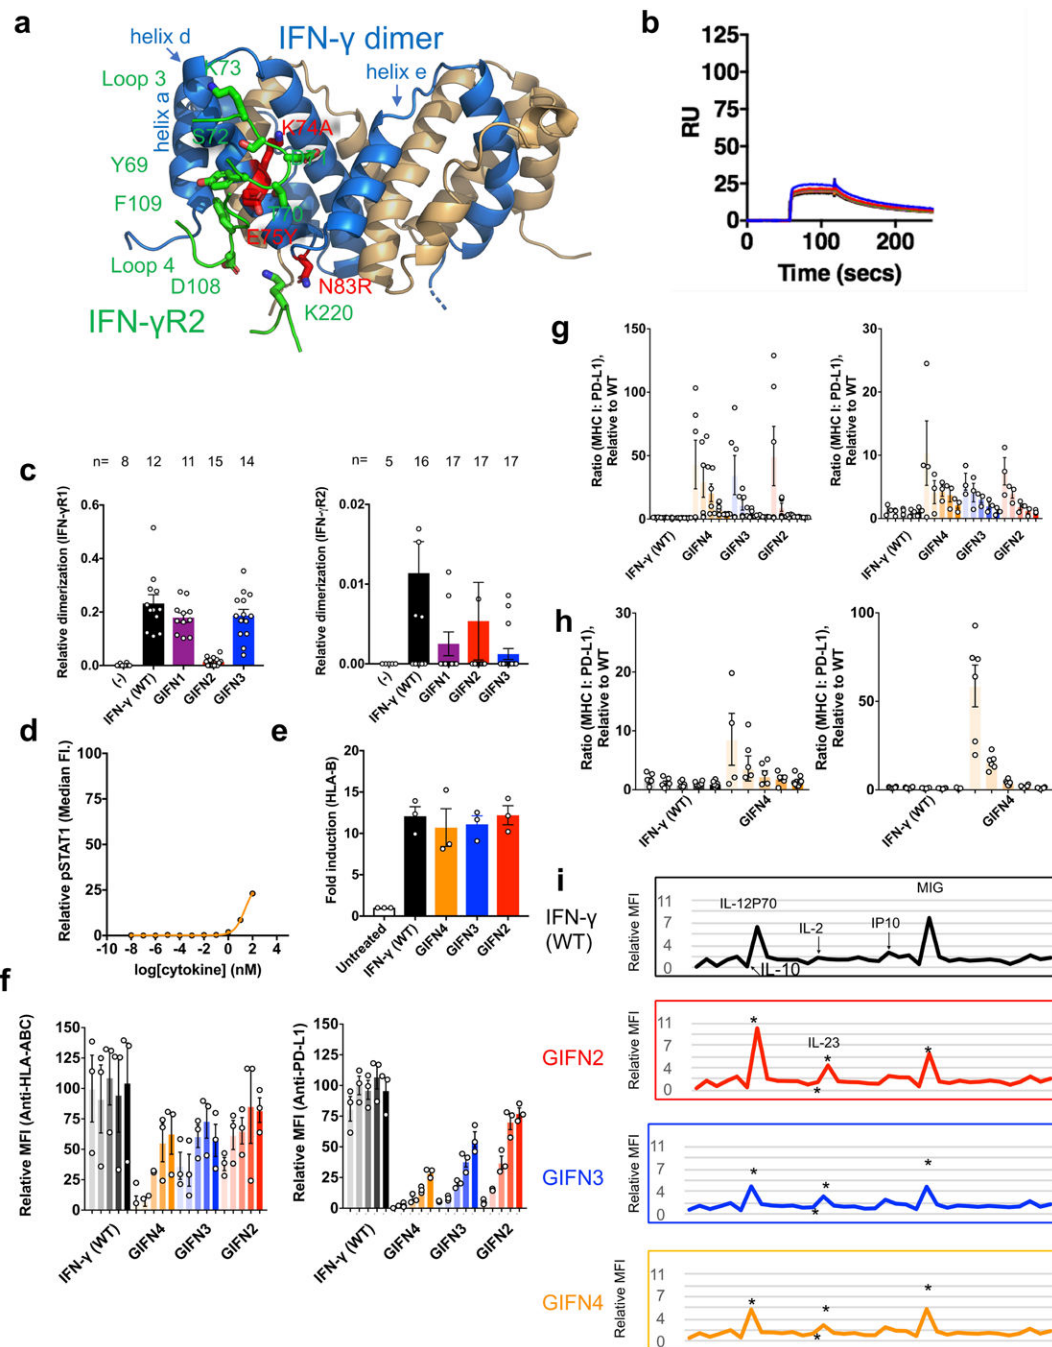 a
helix d
IFN-γ dimer
helix e
Loop 3
K73
helix a
S72
K74A
Y69
T70
F109
E75Y
Loop 4
D108
N83R
K220
IFN-γR2
b
RU
125
100
75
50
25
0
0
100
200
Time (secs)
c
n= 8 12 11 15 14
Relative dimerization (IFN-γR1)
0.6
0.4
0.2
0.0
(-)
IFN-γ (WT)
GIFN1
GIFN2
GIFN3
5 16 17 17 17
Relative dimerization (IFN-γR2)
0.02
0.01
0.00
(-)
IFN-γ (WT)
GIFN1
GIFN2
GIFN3
g
Ratio (MHC I: PD-L1),
Relative to WT
150
100
50
0
IFN-γ (WT)
GIFN4
GIFN3
GIFN2
Ratio (MHC I: PD-L1),
Relative to WT
30
20
10
0
IFN-γ (WT)
GIFN4
GIFN3
GIFN2
d
Relative pSTAT1 (Median Fl.)
100
75
50
25
0
-10 -8 -6 -4 -2 0 2 4
log[cytokine] (nM)
e
Fold induction (HLA-B)
20
15
10
5
0
Untreated
IFN-γ (WT)
GIFN4
GIFN3
GIFN2
h
Ratio (MHC I: PD-L1),
Relative to WT
30
20
10
0
IFN-γ (WT)
GIFN4
Ratio (MHC I: PD-L1),
Relative to WT
100
50
0
IFN-γ (WT)
GIFN4
f
Relative MFI (Anti-HLA-ABC)
150
125
100
75
50
25
0
IFN-γ (WT)
GIFN4
GIFN3
GIFN2
Relative MFI (Anti-PD-L1)
150
125
100
75
50
25
0
IFN-γ (WT)
GIFN4
GIFN3
GIFN2
i
IFN-γ
(WT)
Relative MFI
11
7
4
2
0
MIG
IL-12P70
IL-2
IP10
IL-10
GIFN2
Relative MFI
11
7
4
2
0
*
IL-23
*
*
*
GIFN3
Relative MFI
11
7
4
2
0
*
*
*
*
GIFN4
Relative MFI
11
7
4
2
0
*
*
*
*